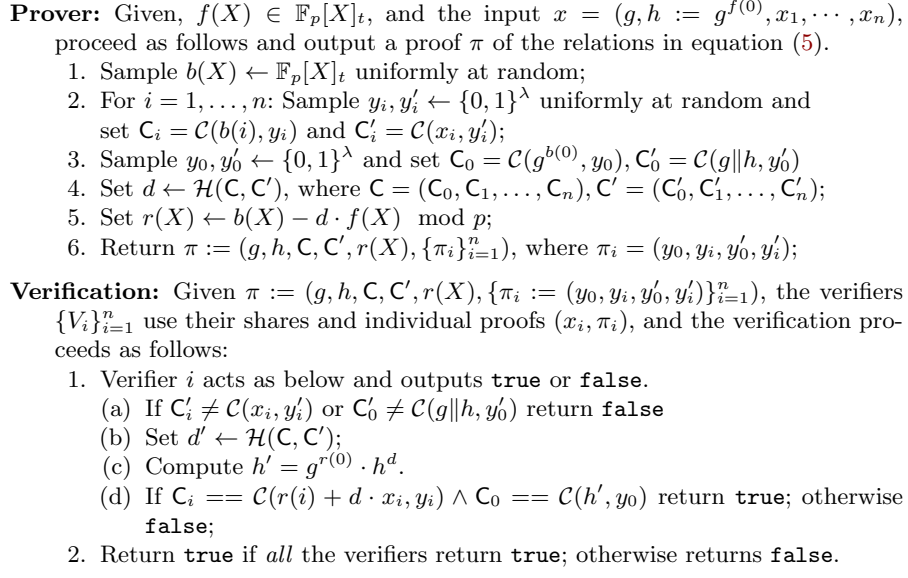 Prover: Given, f(X) ∈ 𝔽_p[X]_t, and the input x = (g, h := g^{f(0)}, x_1, ⋯, x_n),
proceed as follows and output a proof π of the relations in equation (5).
1. Sample b(X) ← 𝔽_p[X]_t uniformly at random;
2. For i = 1, …, n: Sample y_i, y'_i ← {0, 1}^λ uniformly at random and
set C_i = 𝒞(b(i), y_i) and C'_i = 𝒞(x_i, y'_i);
3. Sample y_0, y'_0 ← {0, 1}^λ and set C_0 = 𝒞(g^{b(0)}, y_0), C'_0 = 𝒞(g∥h, y'_0)
4. Set d ← ℋ(C, C'), where C = (C_0, C_1, …, C_n), C' = (C'_0, C'_1, …, C'_n);
5. Set r(X) ← b(X) − d · f(X) mod p;
6. Return π := (g, h, C, C', r(X), {π_i}_{i=1}^n), where π_i = (y_0, y_i, y'_0, y'_i);
Verification: Given π := (g, h, C, C', r(X), {π_i := (y_0, y_i, y'_0, y'_i)}_{i=1}^n), the verifiers
{V_i}_{i=1}^n use their shares and individual proofs (x_i, π_i), and the verification pro-
ceeds as follows:
1. Verifier i acts as below and outputs true or false.
(a) If C'_i ≠ 𝒞(x_i, y'_i) or C'_0 ≠ 𝒞(g∥h, y'_0) return false
(b) Set d' ← ℋ(C, C');
(c) Compute h' = g^{r(0)} · h^d.
(d) If C_i == 𝒞(r(i) + d · x_i, y_i) ∧ C_0 == 𝒞(h', y_0) return true; otherwise
false;
2. Return true if all the verifiers return true; otherwise returns false.